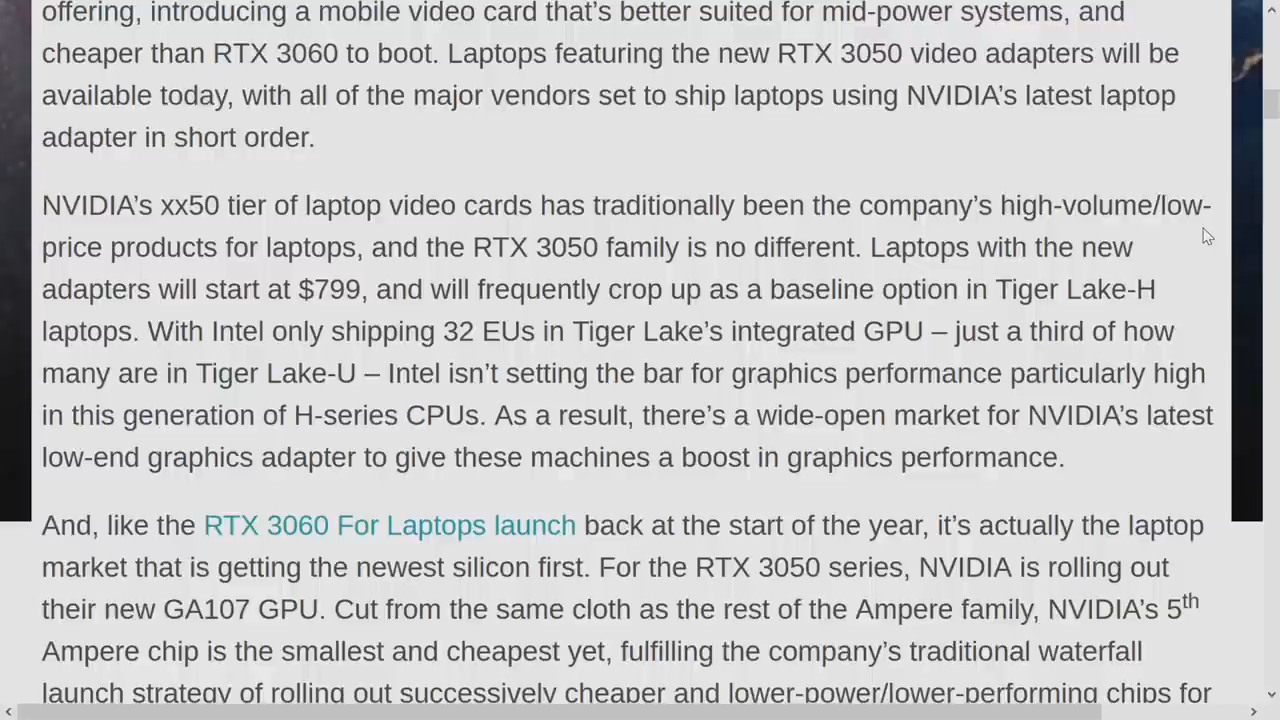 offering, introducing a mobile video card that’s better suited for mid-power systems, and
cheaper than RTX 3060 to boot. Laptops featuring the new RTX 3050 video adapters will be
available today, with all of the major vendors set to ship laptops using NVIDIA’s latest laptop
adapter in short order.
NVIDIA’s xx50 tier of laptop video cards has traditionally been the company’s high-volume/low-
price products for laptops, and the RTX 3050 family is no different. Laptops with the new
adapters will start at $799, and will frequently crop up as a baseline option in Tiger Lake-H
laptops. With Intel only shipping 32 EUs in Tiger Lake’s integrated GPU – just a third of how
many are in Tiger Lake-U – Intel isn’t setting the bar for graphics performance particularly high
in this generation of H-series CPUs. As a result, there’s a wide-open market for NVIDIA’s latest
low-end graphics adapter to give these machines a boost in graphics performance.
And, like the RTX 3060 For Laptops launch back at the start of the year, it’s actually the laptop
market that is getting the newest silicon first. For the RTX 3050 series, NVIDIA is rolling out
their new GA107 GPU. Cut from the same cloth as the rest of the Ampere family, NVIDIA’s 5th
Ampere chip is the smallest and cheapest yet, fulfilling the company’s traditional waterfall
launch strategy of rolling out successively cheaper and lower-power/lower-performing chips for